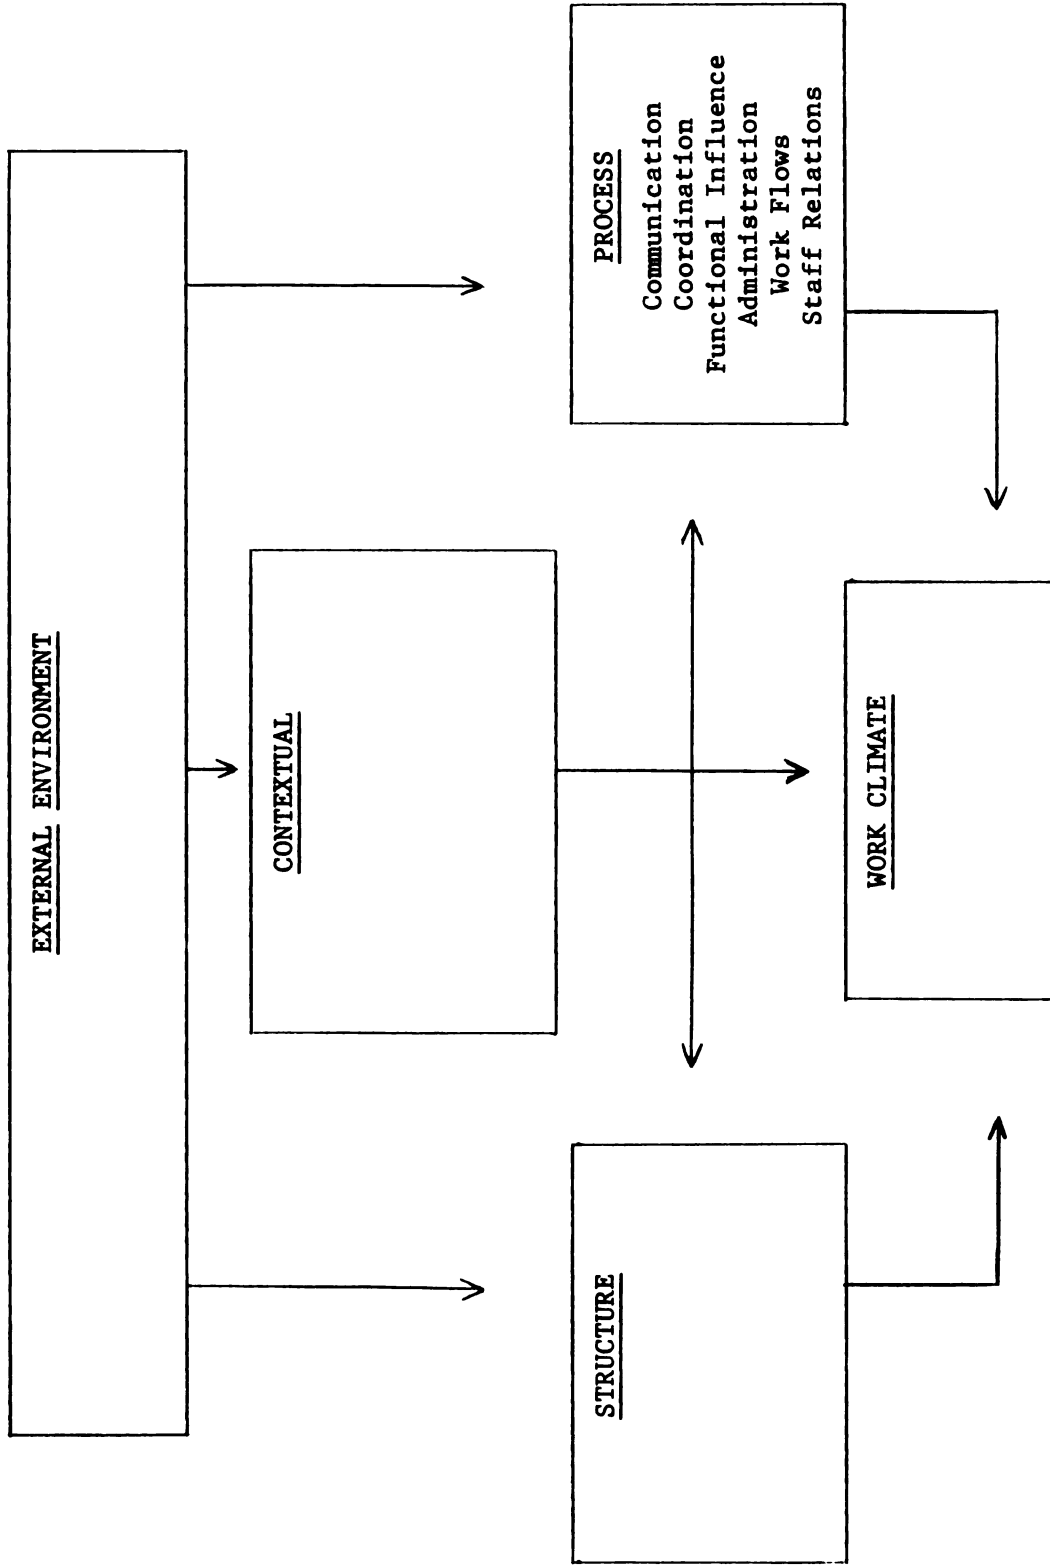 EXTERNAL ENVIRONMENT
CONTEXTUAL
STRUCTURE
PROCESS
Communication
Coordination
Functional Influence
Administration
Work Flows
Staff Relations
WORK CLIMATE